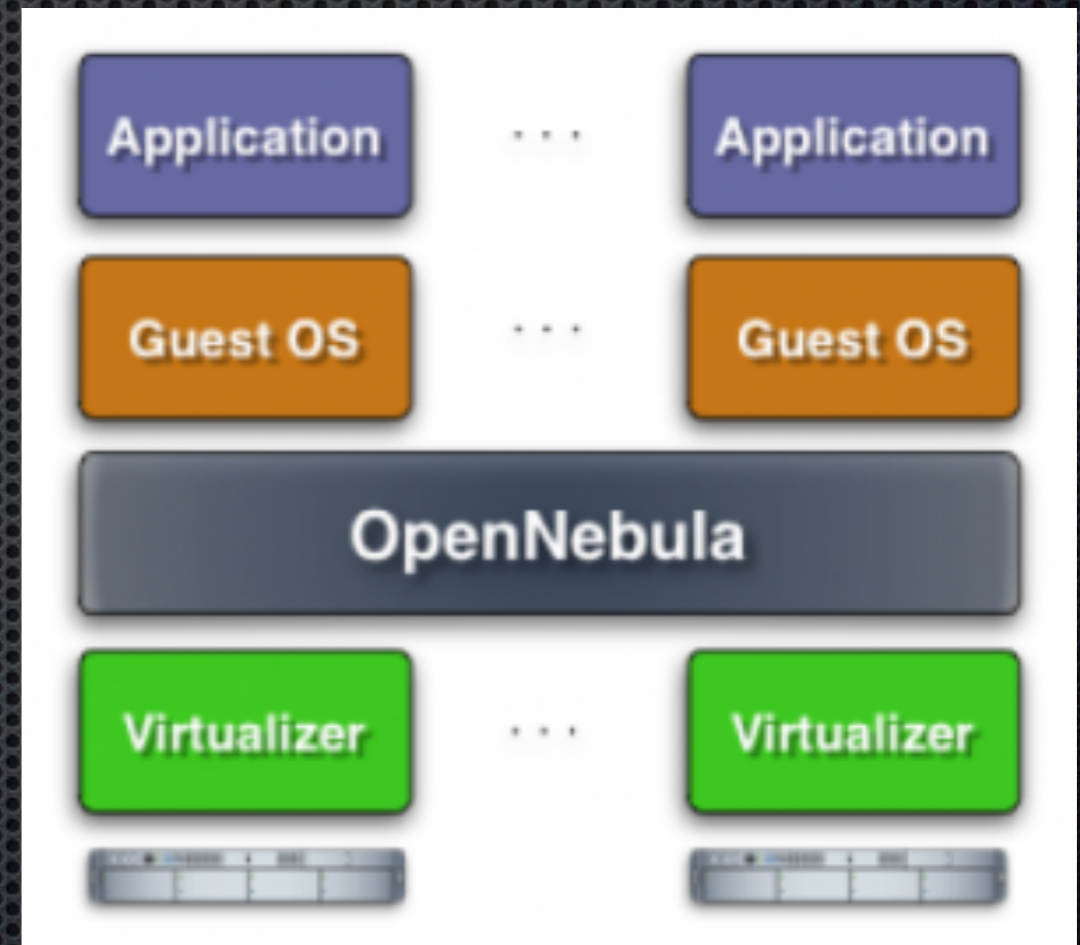 Application ... Application
Guest OS ... Guest OS
OpenNebula
Virtualizer ... Virtualizer